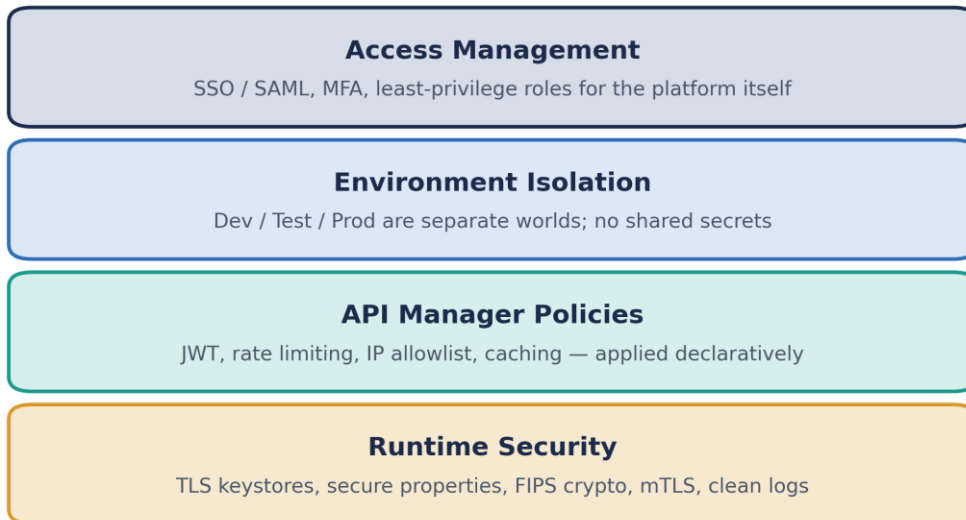 Access Management
SSO / SAML, MFA, least-privilege roles for the platform itself
Environment Isolation
Dev / Test / Prod are separate worlds; no shared secrets
API Manager Policies
JWT, rate limiting, IP allowlist, caching — applied declaratively
Runtime Security
TLS keystores, secure properties, FIPS crypto, mTLS, clean logs